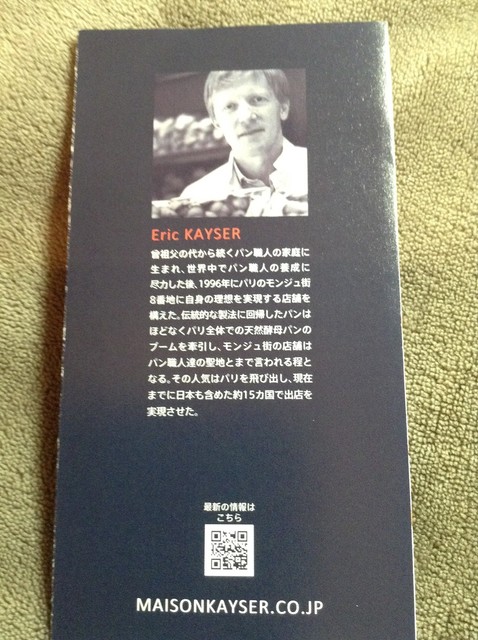 Eric KAYSER
曾祖父の代から続くパン職人の家庭に
生まれ、世界中でパン職人の養成に
尽力した後、1996年にパリのモンジュ街
8番地に自身の理想を実現する店舗を
構えた。伝統的な製法に回帰したパンは
ほどなくパリ全体での天然酵母パンの
ブームを牽引し、モンジュ街の店舗は
パン職人達の聖地とまで言われる程と
なる。その人気はパリを飛び出し、現在
までに日本も含めた約15カ国で出店を
実現させた。
最新の情報は
こちら
MAISONKAYSER.CO.JP